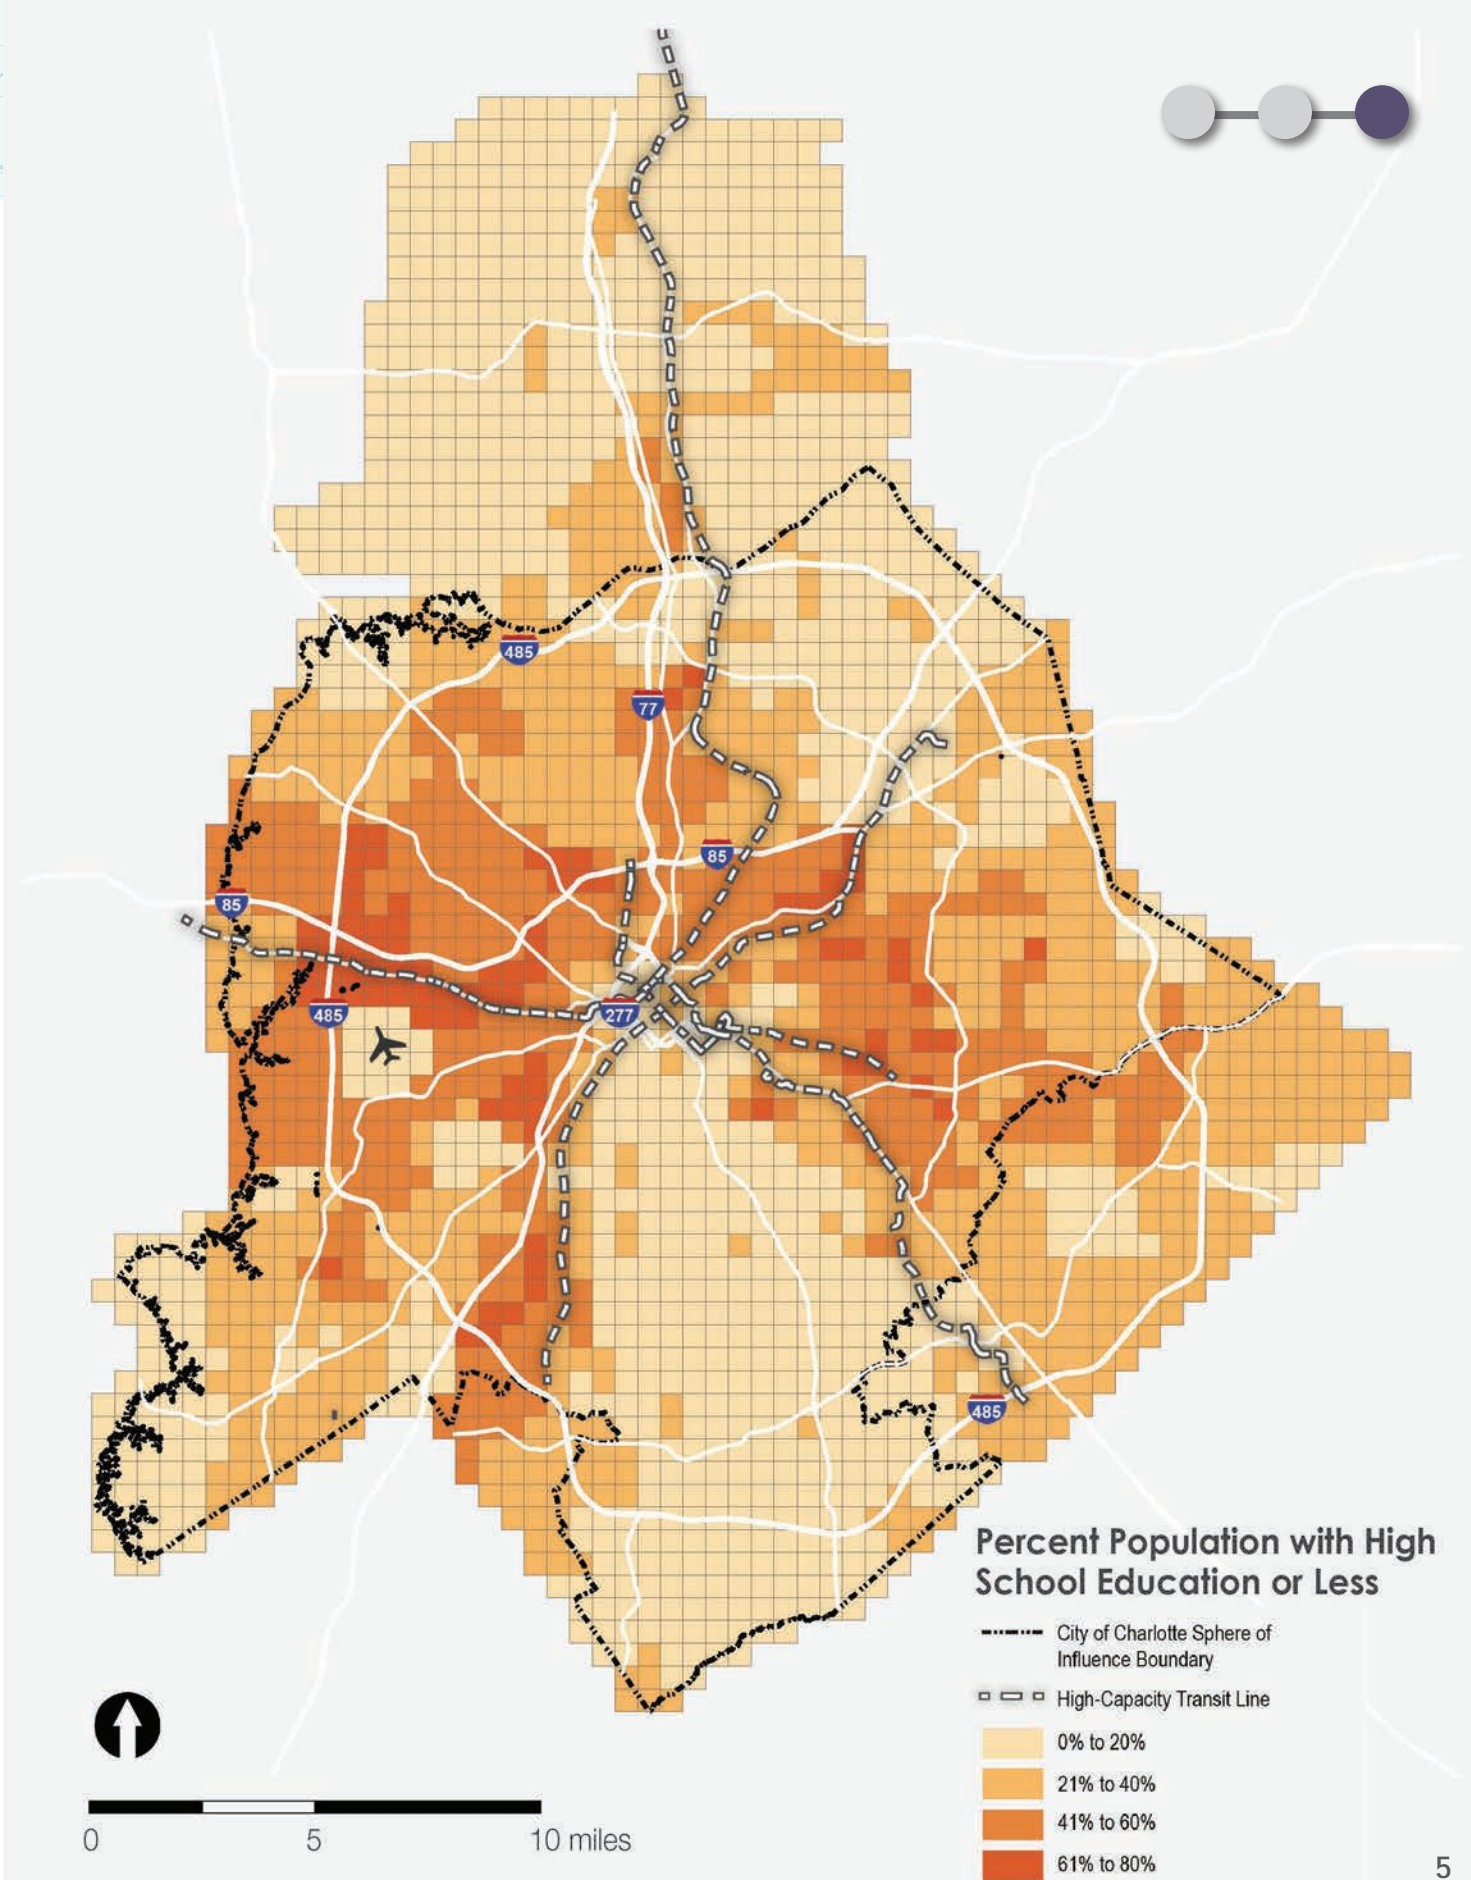 485
77
85
85
485
277
485
Percent Population with High
School Education or Less
City of Charlotte Sphere of
Influence Boundary
High-Capacity Transit Line
0% to 20%
21% to 40%
41% to 60%
61% to 80%
0 5 10 miles
5